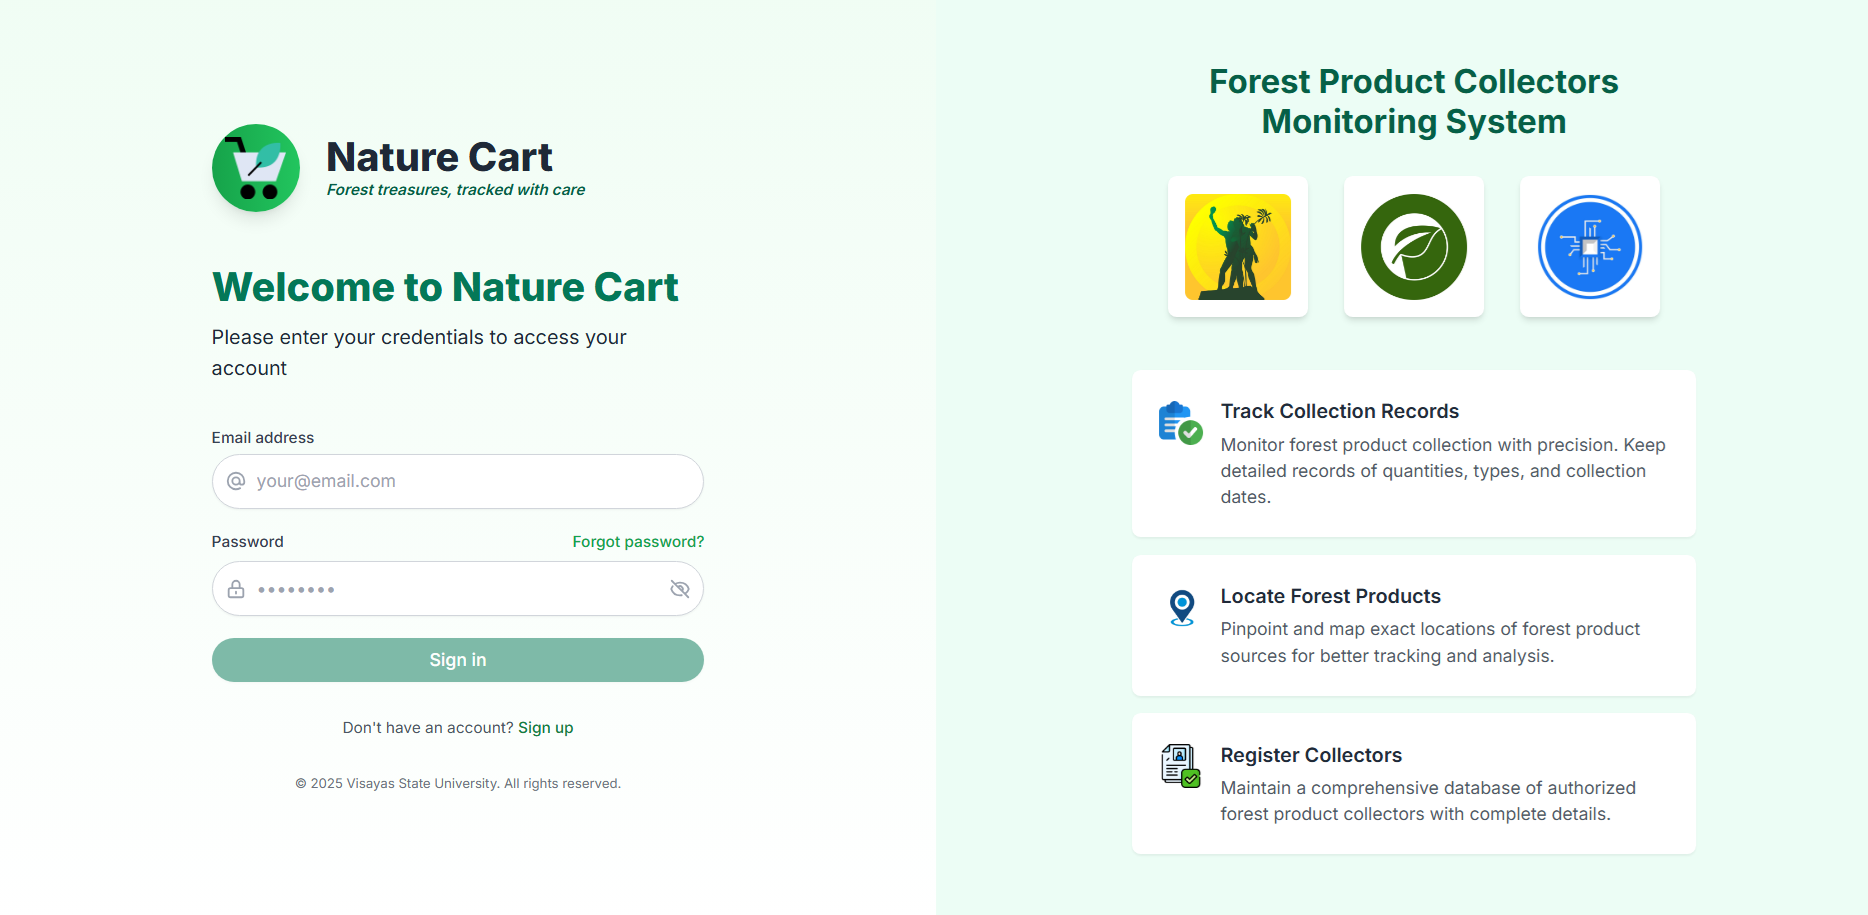 Nature Cart
Forest treasures, tracked with care
Welcome to Nature Cart
Please enter your credentials to access your
account
Email address
your@email.com
Password
Forgot password?
Sign in
Don't have an account? Sign up
© 2025 Visayas State University. All rights reserved.
Forest Product Collectors
Monitoring System
Track Collection Records
Monitor forest product collection with precision. Keep
detailed records of quantities, types, and collection
dates.
Locate Forest Products
Pinpoint and map exact locations of forest product
sources for better tracking and analysis.
Register Collectors
Maintain a comprehensive database of authorized
forest product collectors with complete details.